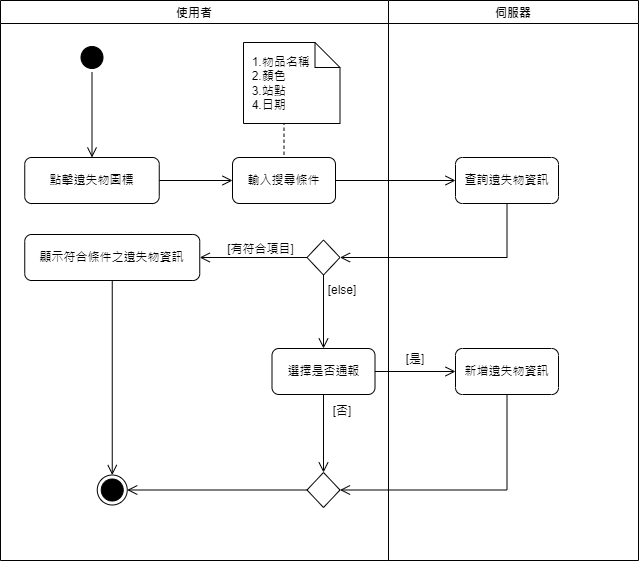 使用者
伺服器
1.物品名稱
2.顏色
3.站點
4.日期
點擊遺失物圖標
輸入搜尋條件
查詢遺失物資訊
顯示符合條件之遺失物資訊
[有符合項目]
[else]
選擇是否通報
[是]
新增遺失物資訊
[否]